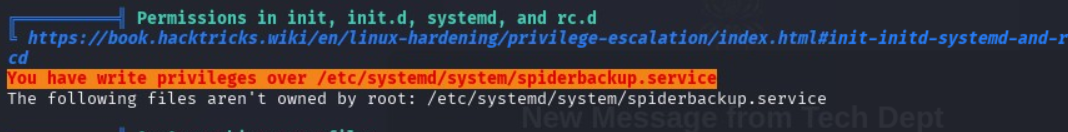 Permissions in init, init.d, systemd, and rc.d
https://book.hacktricks.wiki/en/linux-hardening/privilege-escalation/index.html#init-initd-systemd-and-r
cd
You have write privileges over /etc/systemd/system/spiderbackup.service
The following files aren't owned by root: /etc/systemd/system/spiderbackup.service
New Message from Tech Dept